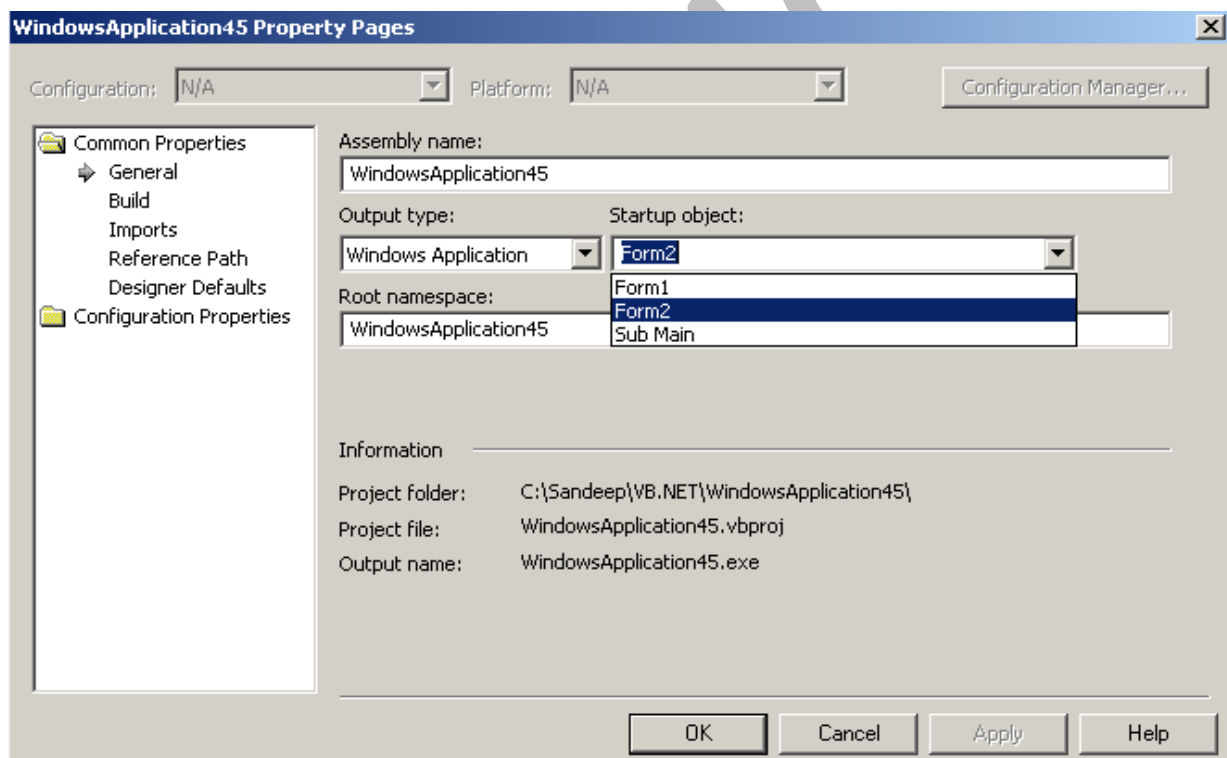 WindowsApplication45 Property Pages
Configuration: N/A Platform: N/A Configuration Manager...
Common Properties
General
Build
Imports
Reference Path
Designer Defaults
Configuration Properties
Assembly name:
WindowsApplication45
Output type: Startup object:
Windows Application Form2
Form1
Form2
Sub Main
Root namespace:
WindowsApplication45
Information
Project folder: C:\Sandeep\VB.NET\WindowsApplication45\
Project file: WindowsApplication45.vbproj
Output name: WindowsApplication45.exe
OK Cancel Apply Help